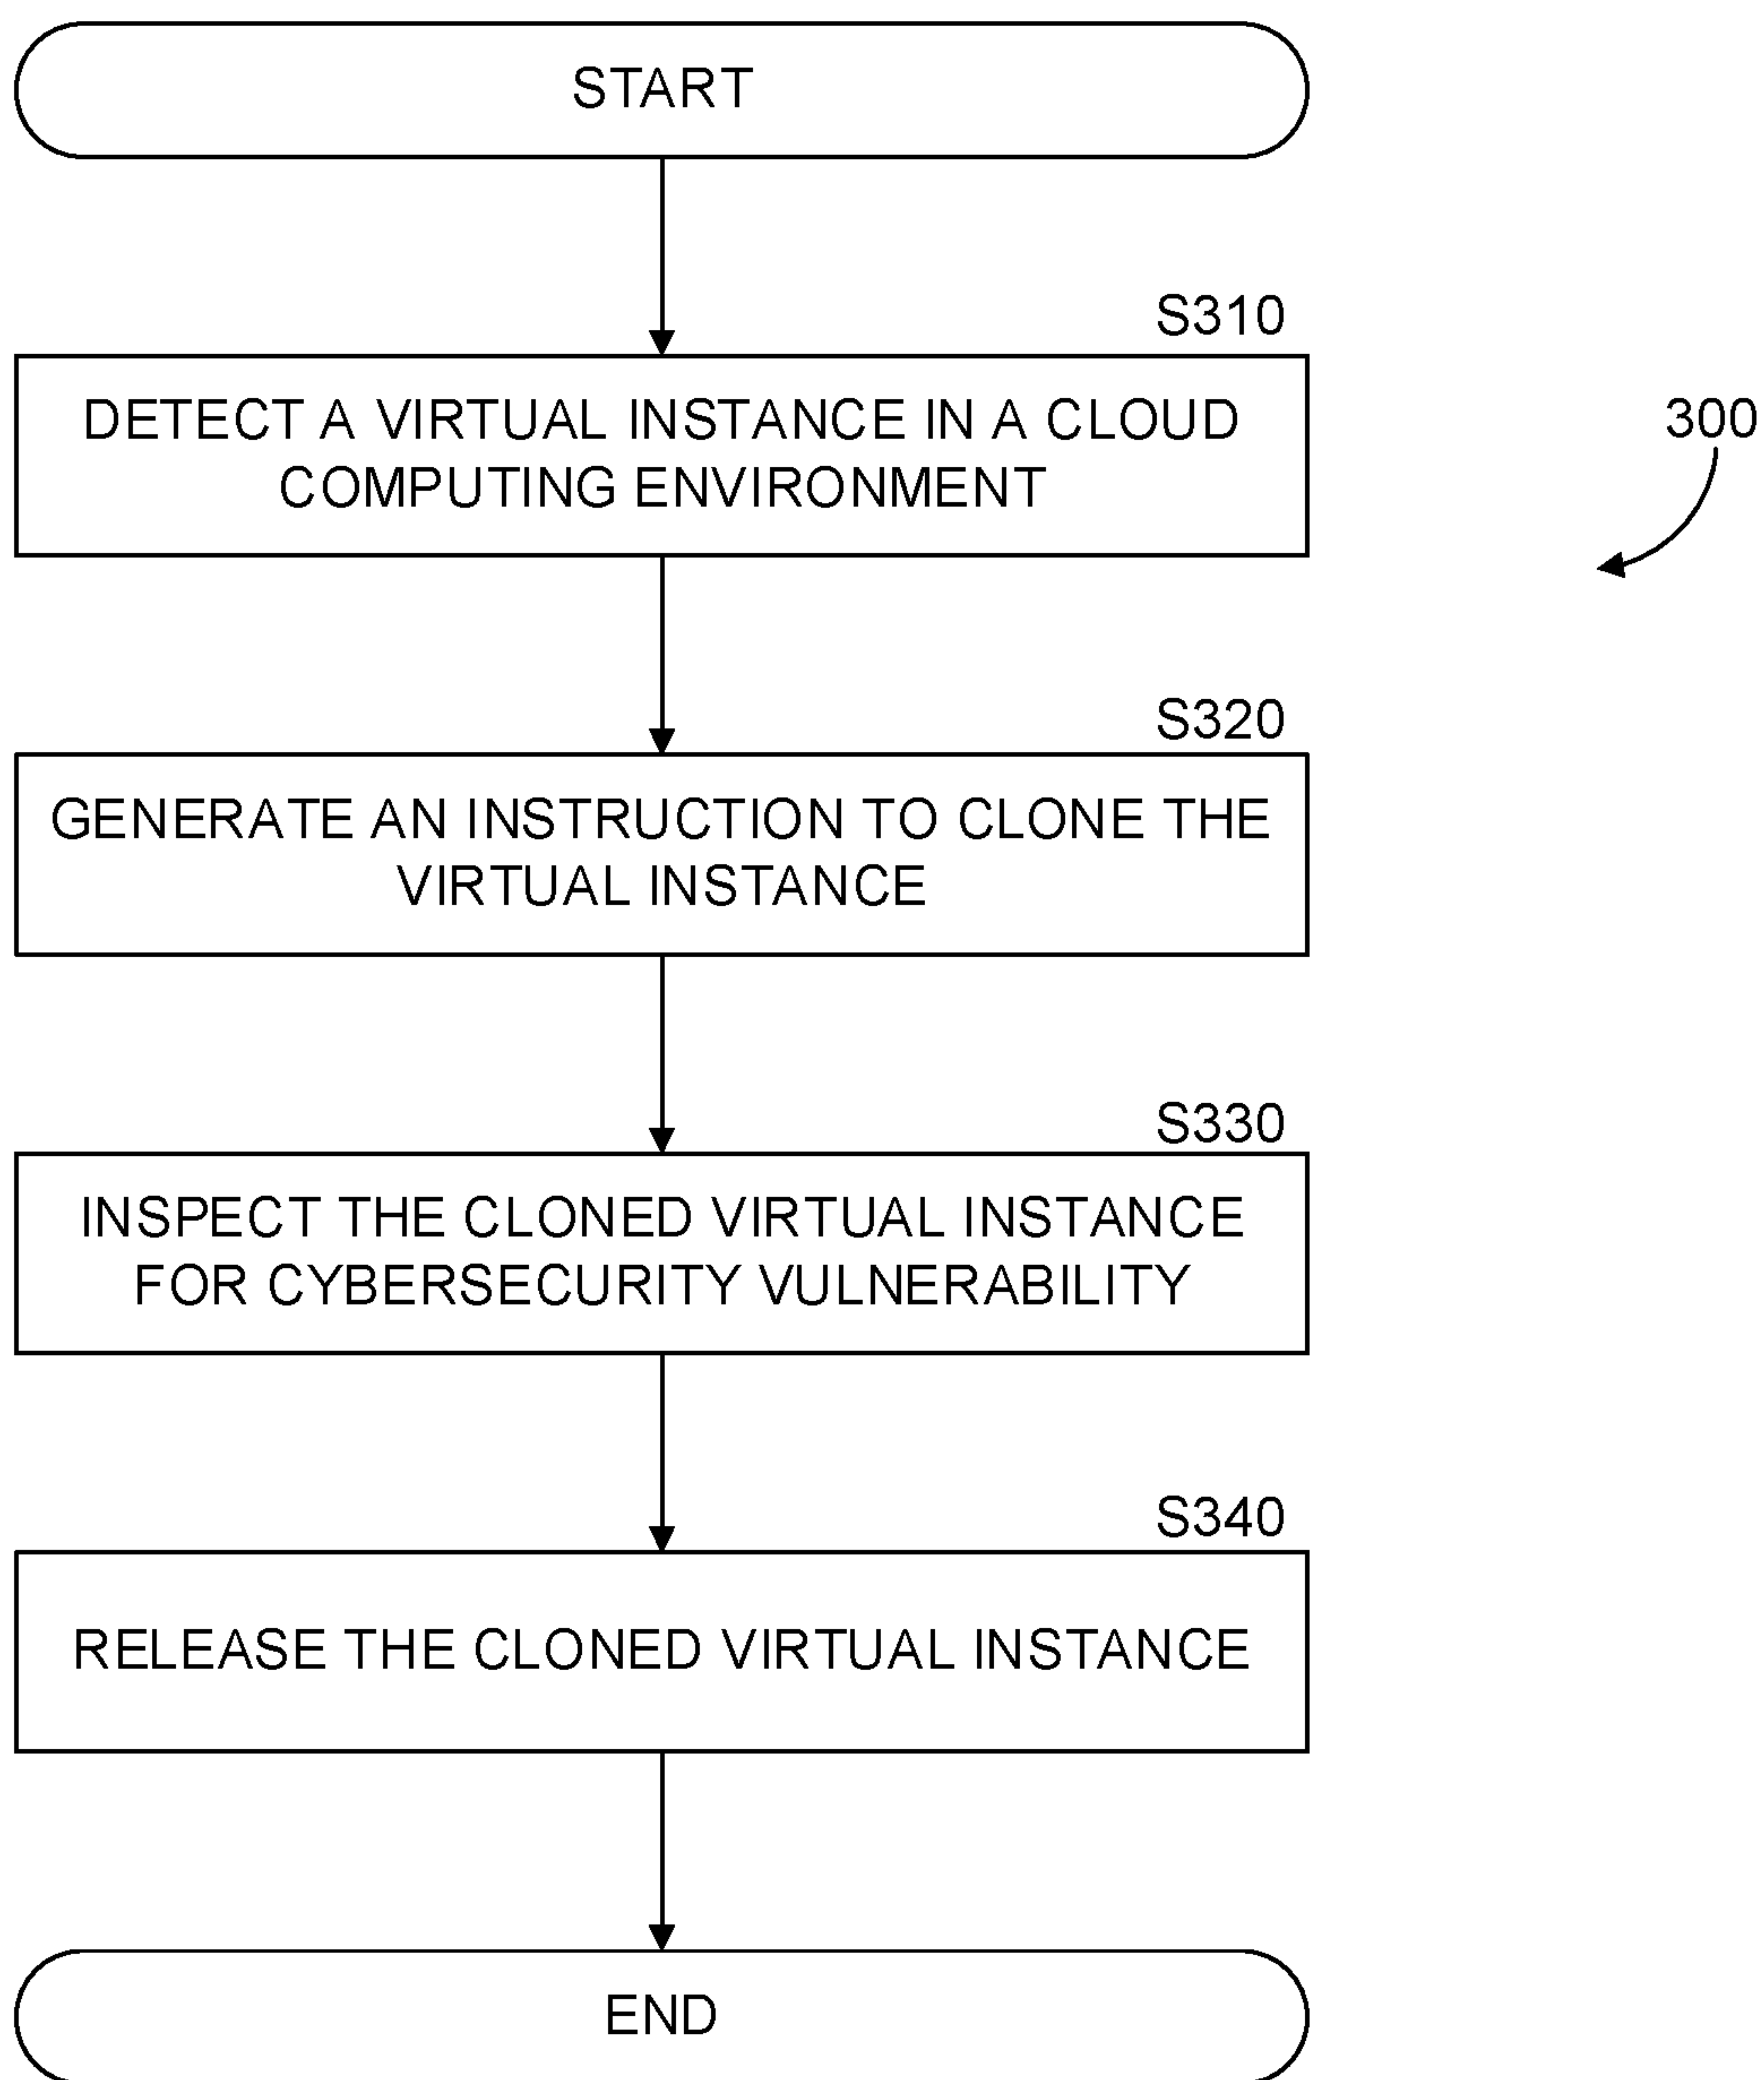 START
S310
DETECT A VIRTUAL INSTANCE IN A CLOUD
COMPUTING ENVIRONMENT
300
S320
GENERATE AN INSTRUCTION TO CLONE THE
VIRTUAL INSTANCE
S330
INSPECT THE CLONED VIRTUAL INSTANCE
FOR CYBERSECURITY VULNERABILITY
S340
RELEASE THE CLONED VIRTUAL INSTANCE
END